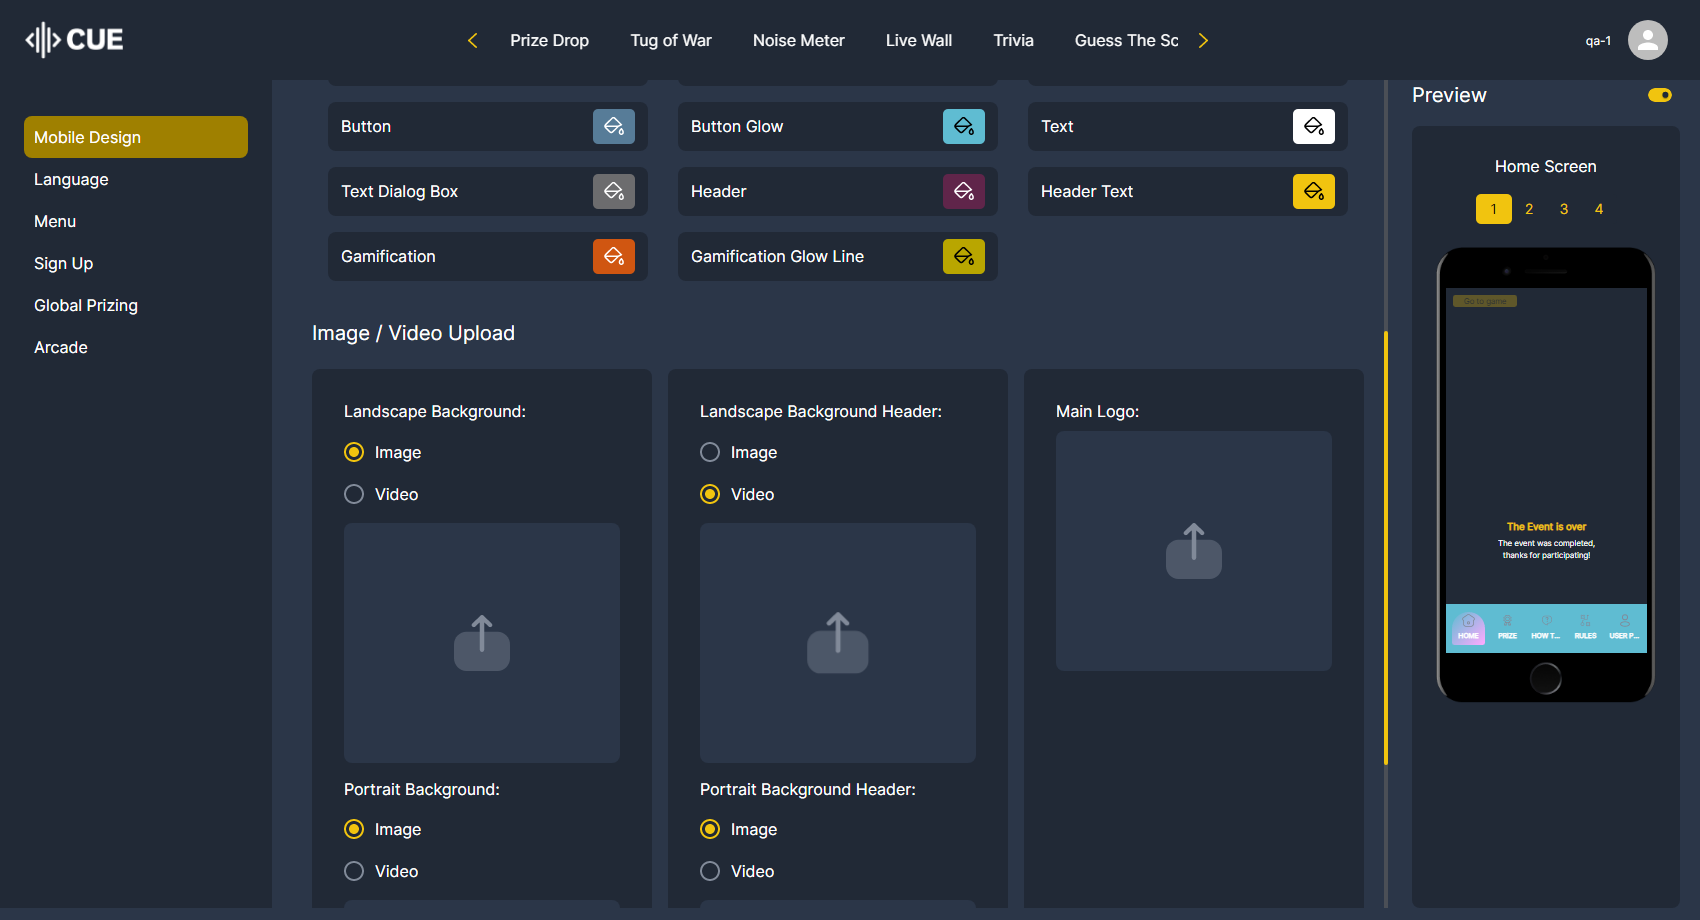 CUE
Prize Drop
Tug of War
Noise Meter
Live Wall
Trivia
Guess The Sc
qa-1
Mobile Design
Language
Menu
Sign Up
Global Prizing
Arcade
Button
Button Glow
Text
Text Dialog Box
Header
Header Text
Gamification
Gamification Glow Line
Image / Video Upload
Landscape Background:
Image
Video
Landscape Background Header:
Image
Video
Main Logo:
Portrait Background:
Image
Video
Portrait Background Header:
Image
Video
Preview
Home Screen
1 2 3 4
Go to game
The Event is over
The event was completed,
thanks for participating!
HOME PRIZE HOW T... RULES USER P...